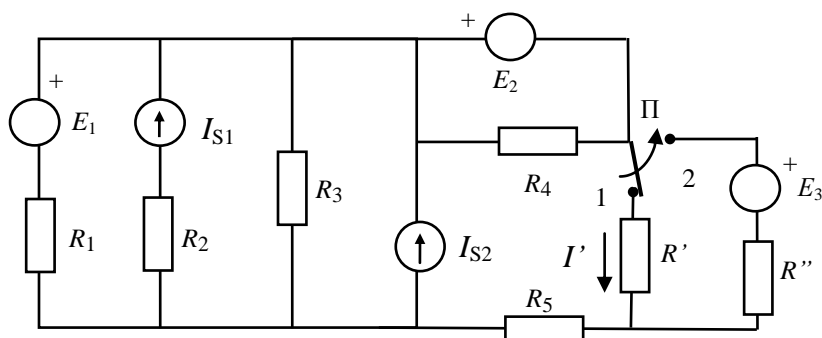 +
E2
+
E1
IS1
П
R3
R4
1
2
+
E3
R1
R2
IS2
I’
R’
R’’
R5